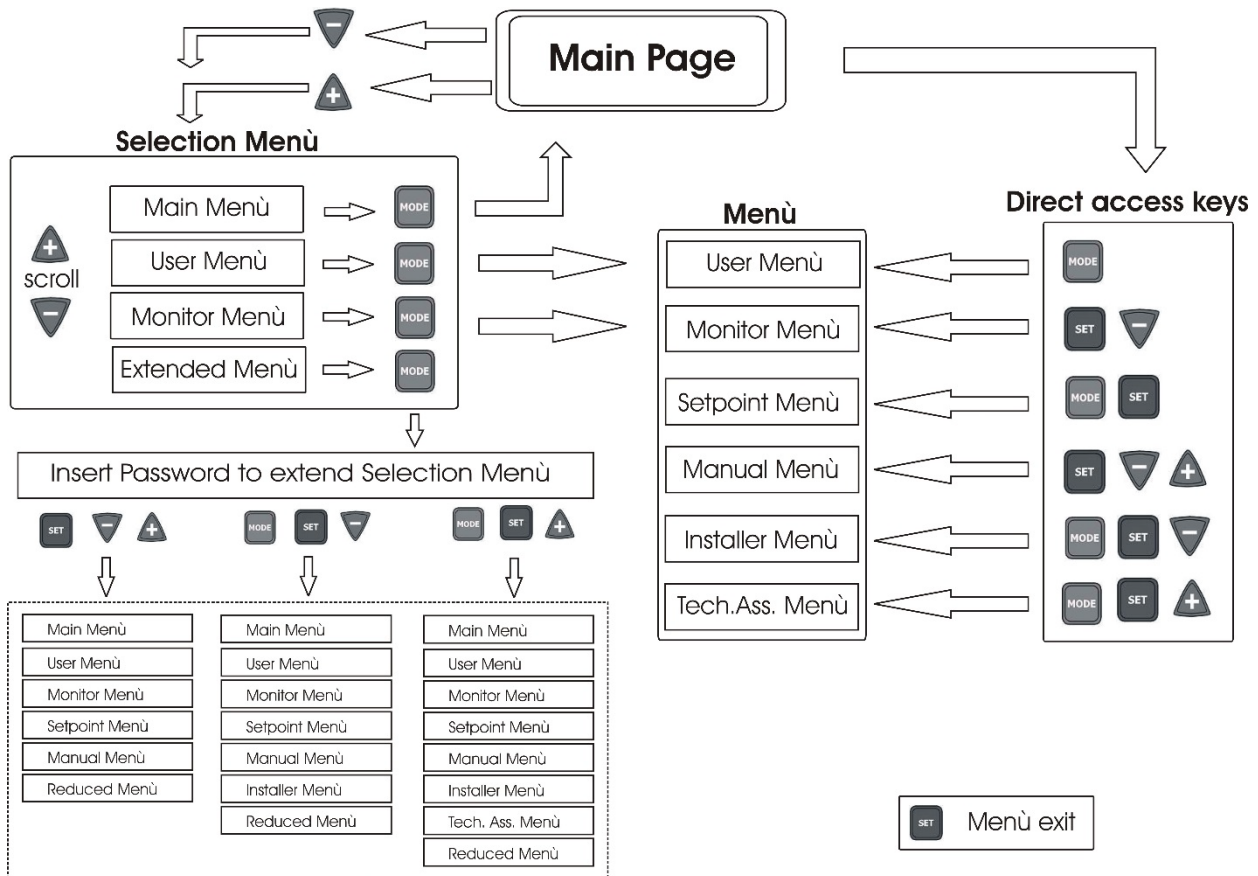 Main Page
−
+
Selection Menù
+
scroll
−
Main Menù
MODE
User Menù
MODE
Monitor Menù
MODE
Extended Menù
MODE
Insert Password to extend Selection Menù
SET − +
MODE SET −
MODE SET +
Main Menù
User Menù
Monitor Menù
Setpoint Menù
Manual Menù
Reduced Menù
Main Menù
User Menù
Monitor Menù
Setpoint Menù
Manual Menù
Installer Menù
Reduced Menù
Main Menù
User Menù
Monitor Menù
Setpoint Menù
Manual Menù
Installer Menù
Tech. Ass. Menù
Reduced Menù
Menù
User Menù
Monitor Menù
Setpoint Menù
Manual Menù
Installer Menù
Tech.Ass. Menù
Direct access keys
MODE
SET −
MODE SET
SET − +
MODE SET −
MODE SET +
SET Menù exit